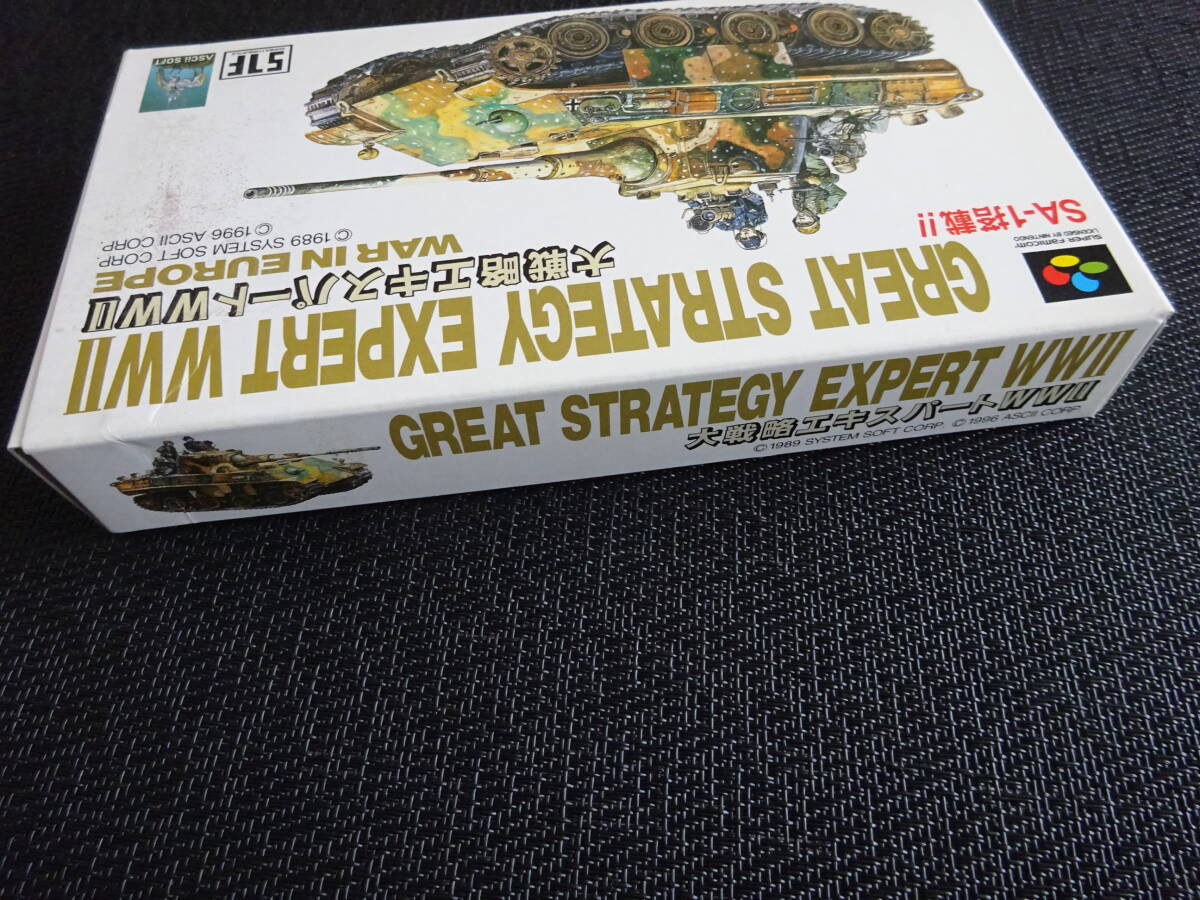 SUPER FAMICOM
LICENSED BY NINTENDO
GREAT STRATEGY EXPERT WWⅡ
大戦略エキスパートWWⅡ
WAR IN EUROPE
© 1989 SYSTEM SOFT CORP.
© 1996 ASCII CORP.
SA-1搭載!!
ASCII SOFT
GREAT STRATEGY EXPERT WWⅡ
大戦略エキスパートWWⅡ
© 1989 SYSTEM SOFT CORP. © 1996 ASCII CORP.